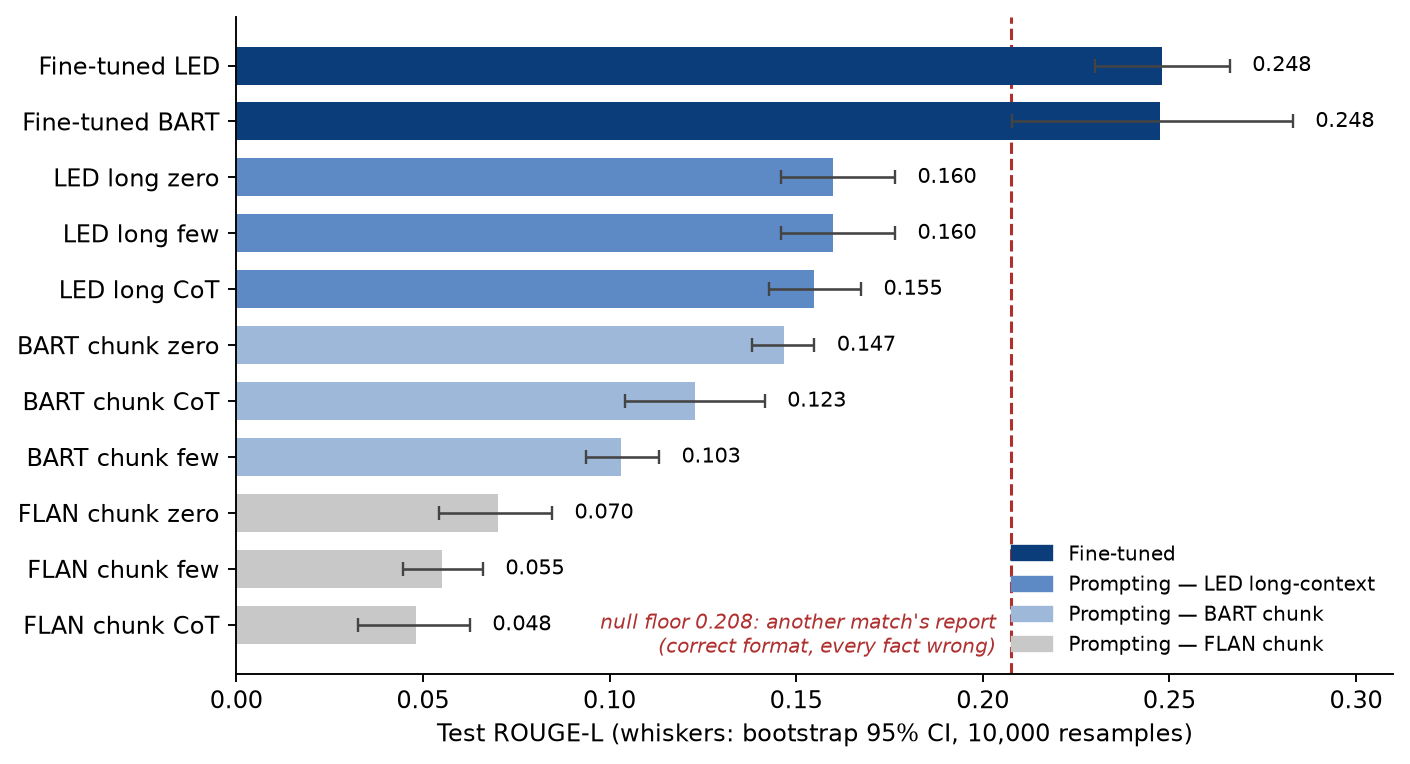 Fine-tuned LED 0.248
Fine-tuned BART 0.248
LED long zero 0.160
LED long few 0.160
LED long CoT 0.155
BART chunk zero 0.147
BART chunk CoT 0.123
BART chunk few 0.103
FLAN chunk zero 0.070
FLAN chunk few 0.055
FLAN chunk CoT 0.048
null floor 0.208: another match's report
(correct format, every fact wrong)
Fine-tuned
Prompting — LED long-context
Prompting — BART chunk
Prompting — FLAN chunk
0.00 0.05 0.10 0.15 0.20 0.25 0.30
Test ROUGE-L (whiskers: bootstrap 95% CI, 10,000 resamples)